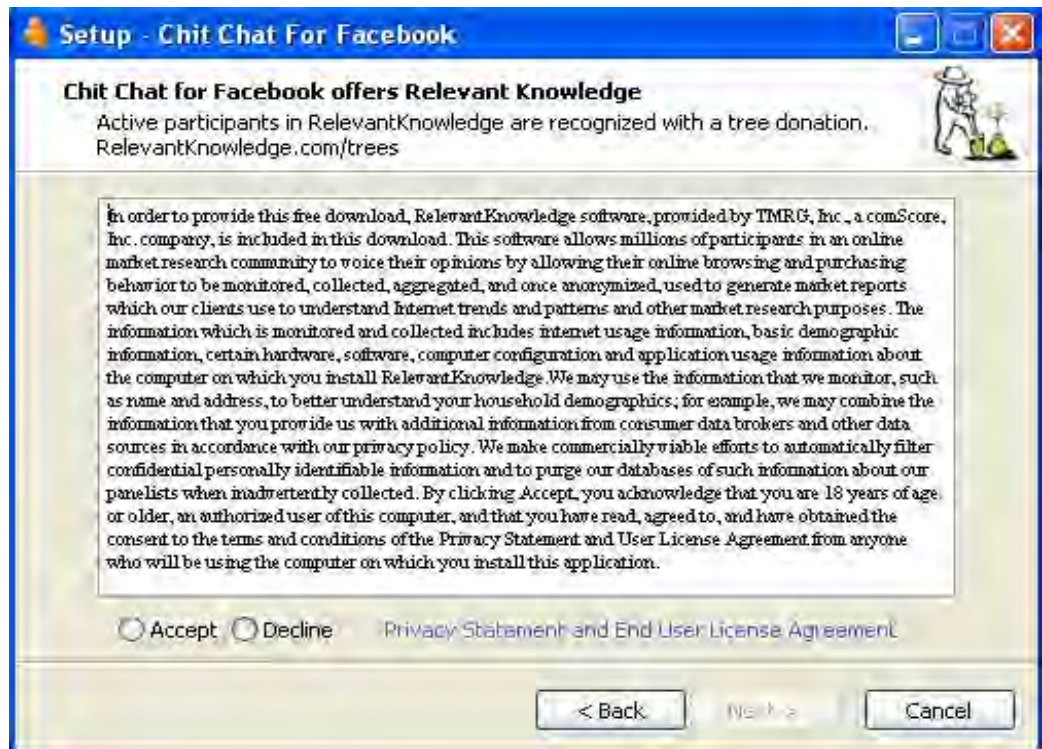 Setup - Chit Chat For Facebook
Chit Chat for Facebook offers Relevant Knowledge
Active participants in RelevantKnowledge are recognized with a tree donation.
RelevantKnowledge.com/trees
In order to provide this free download, RelevantKnowledge software, provided by TMRG, Inc., a comScore,
Inc. company, is included in this download. This software allows millions of participants in an online
market research community to voice their opinions by allowing their online browsing and purchasing
behavior to be monitored, collected, aggregated, and once anonymized, used to generate market reports
which our clients use to understand Internet trends and patterns and other market research purposes. The
information which is monitored and collected includes internet usage information, basic demographic
information, certain hardware, software, computer configuration and application usage information about
the computer on which you install RelevantKnowledge.We may use the information that we monitor, such
as name and address, to better understand your household demographics; for example, we may combine the
information that you provide us with additional information from consumer data brokers and other data
sources in accordance with our privacy policy. We make commercially viable efforts to automatically filter
confidential personally identifiable information and to purge our databases of such information about our
panelists when inadvertently collected. By clicking Accept, you acknowledge that you are 18 years of age
or older, an authorized user of this computer, and that you have read, agreed to, and have obtained the
consent to the terms and conditions of the Privacy Statement and User License Agreement from anyone
who will be using the computer on which you install this application.
Accept Decline Privacy Statement and End User License Agreement
< Back Next > Cancel